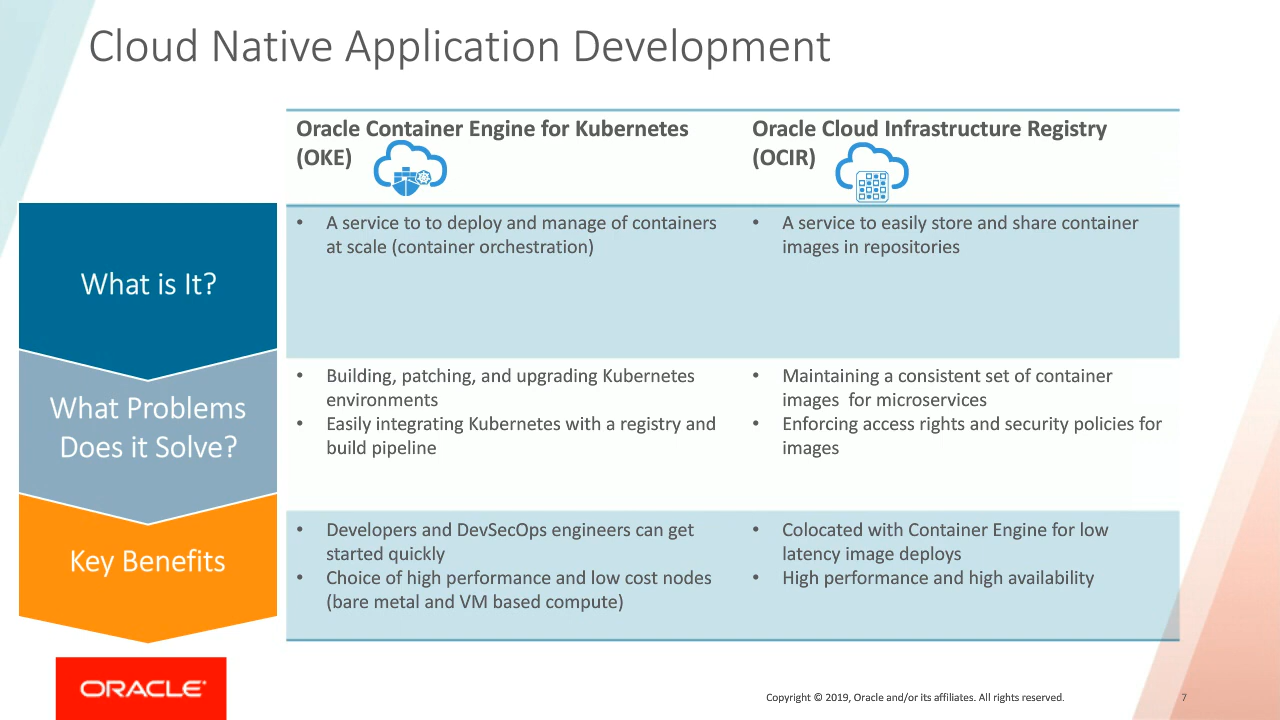 Cloud Native Application Development
Oracle Container Engine for Kubernetes
(OKE)
Oracle Cloud Infrastructure Registry
(OCIR)
What is It?
• A service to to deploy and manage of containers
at scale (container orchestration)
• A service to easily store and share container
images in repositories
What Problems
Does it Solve?
• Building, patching, and upgrading Kubernetes
environments
• Easily integrating Kubernetes with a registry and
build pipeline
• Maintaining a consistent set of container
images  for microservices
• Enforcing access rights and security policies for
images
Key Benefits
• Developers and DevSecOps engineers can get
started quickly
• Choice of high performance and low cost nodes
(bare metal and VM based compute)
• Colocated with Container Engine for low
latency image deploys
• High performance and high availability
ORACLE
Copyright © 2019, Oracle and/or its affiliates. All rights reserved.
7